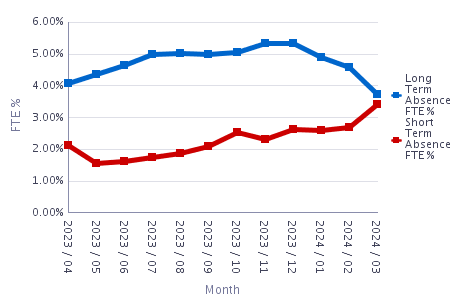 6.00%
5.00%
4.00%
3.00%
2.00%
1.00%
0.00%
FTE %
2023 / 04
2023 / 05
2023 / 06
2023 / 07
2023 / 08
2023 / 09
2023 / 10
2023 / 11
2023 / 12
2024 / 01
2024 / 02
2024 / 03
Month
Long
Term
Absence
FTE %
Short
Term
Absence
FTE %